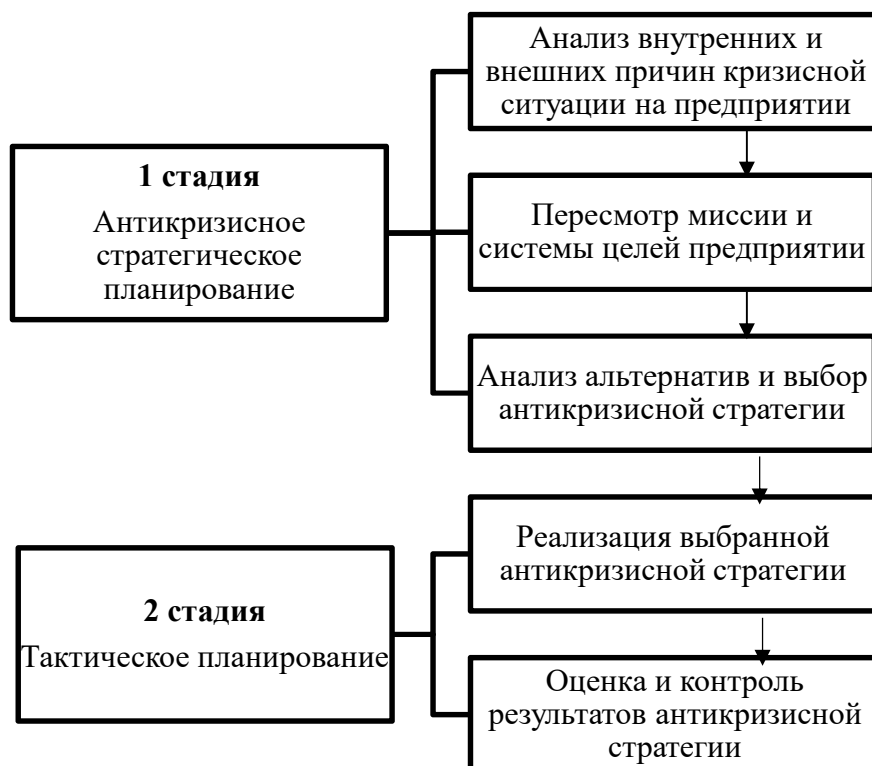 Анализ внутренних и
внешних причин кризисной
ситуации на предприятии
1 стадия
Антикризисное
стратегическое
планирование
Пересмотр миссии и
системы целей предприятии
Анализ альтернатив и выбор
антикризисной стратегии
Реализация выбранной
антикризисной стратегии
2 стадия
Тактическое планирование
Оценка и контроль
результатов антикризисной
стратегии